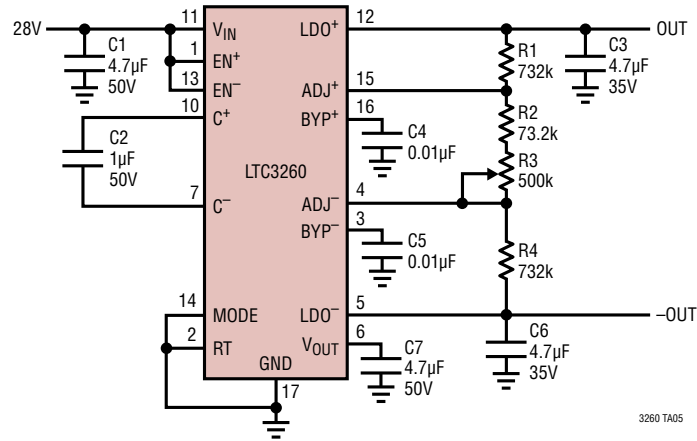 28V
C1
4.7µF
50V
C2
1µF
50V
11
1
13
10
7
14
2
VIN
EN+
EN–
C+
C–
MODE
RT
GND
17
LTC3260
LDO+
ADJ+
BYP+
ADJ–
BYP–
LDO–
VOUT
12
15
16
4
3
5
6
C4
0.01µF
C5
0.01µF
C7
4.7µF
50V
R1
732k
R2
73.2k
R3
500k
R4
732k
OUT
C3
4.7µF
35V
–OUT
C6
4.7µF
35V
3260 TA05